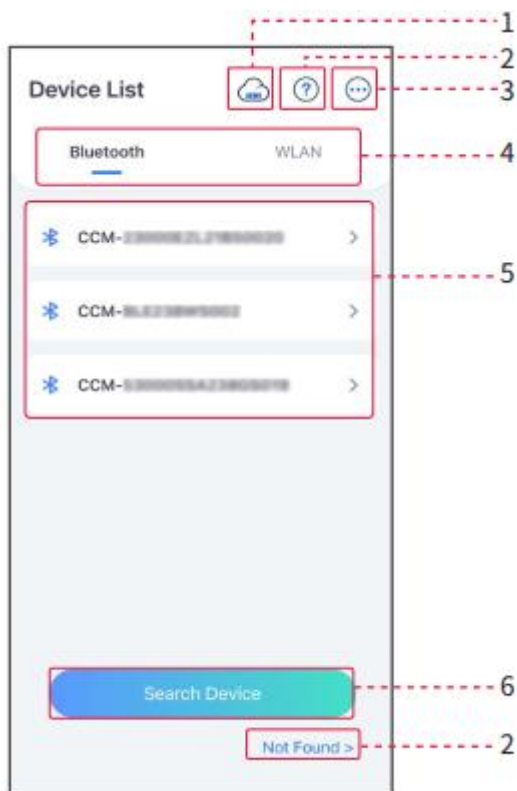 1
2
Device List ? 3
Bluetooth WLAN 4
CCM-
5
CCM-
CCM-
Search Device 6
Not Found > 2